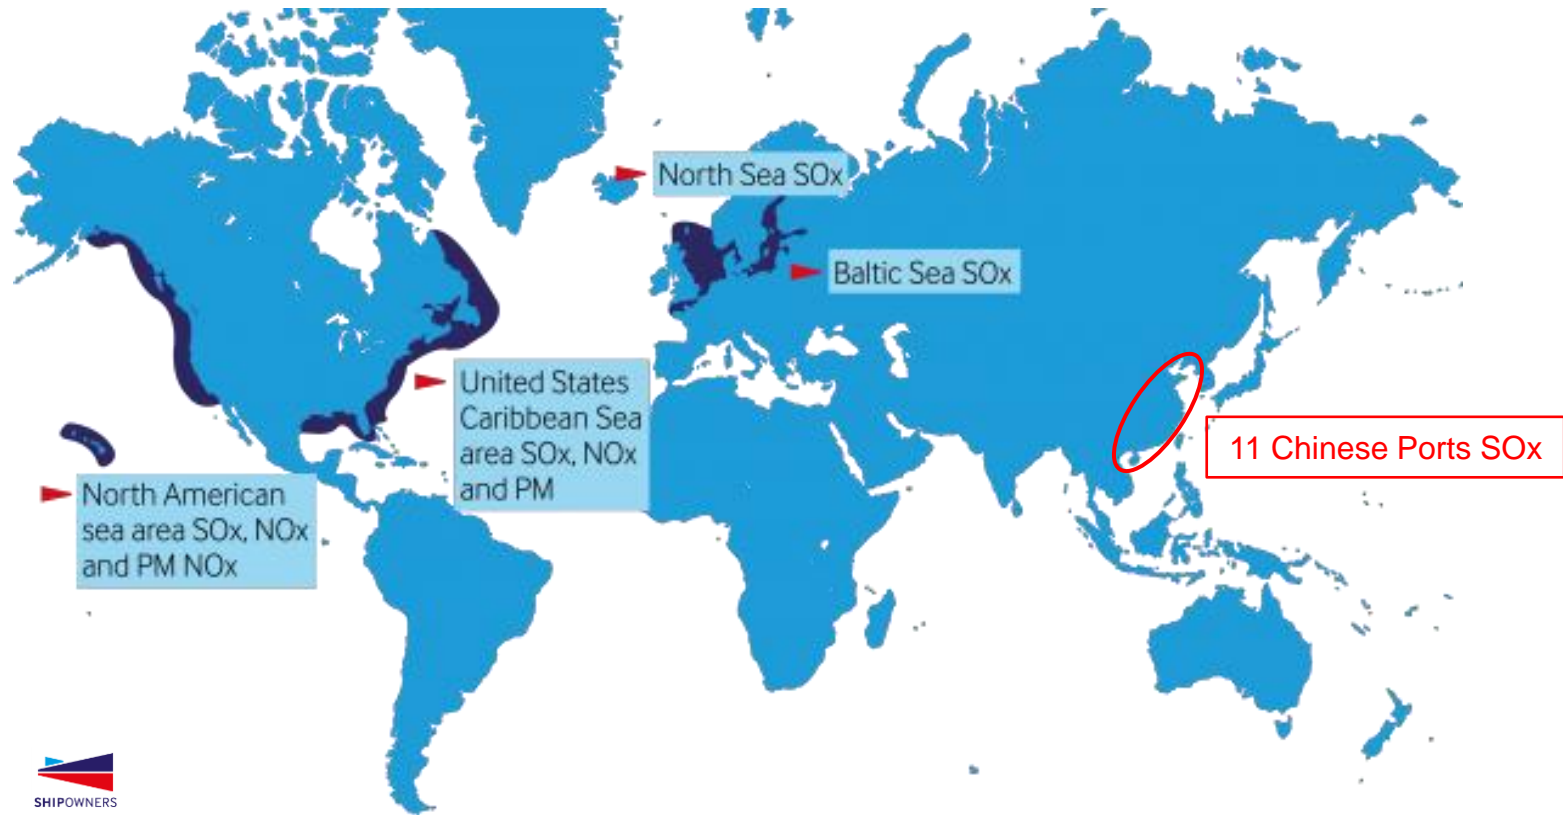 North Sea SOx
Baltic Sea SOx
United States
Caribbean Sea
area SOx, NOx
and PM
11 Chinese Ports SOx
North American
sea area SOx, NOx
and PM NOx
SHIPOWNERS